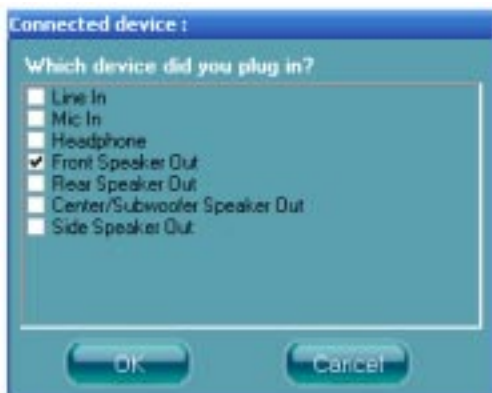 Connected device :
Which device did you plug in?
Line In
Mic In
Headphone
Front Speaker Out
Rear Speaker Out
Center/Subwoofer Speaker Out
Side Speaker Out
OK
Cancel